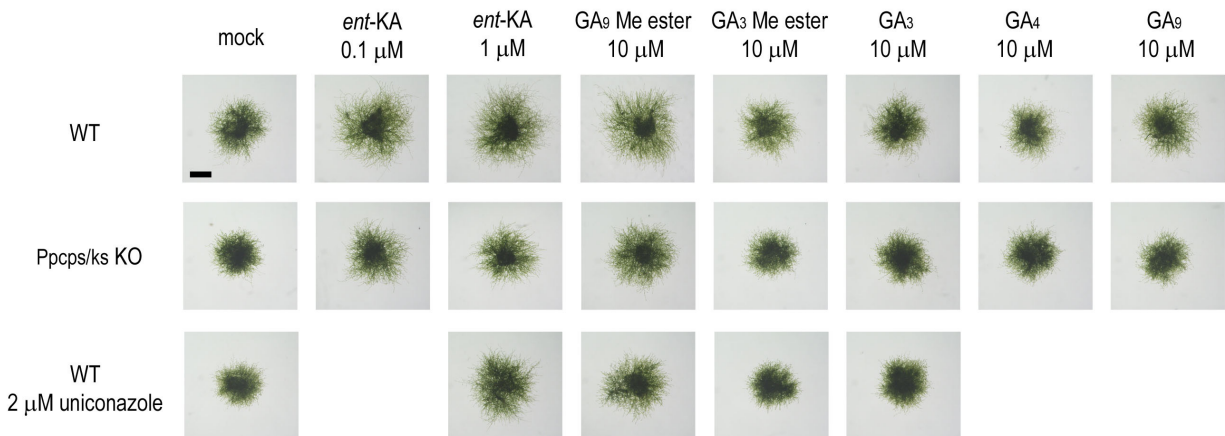 mock
ent-KA
0.1 μM
ent-KA
1 μM
GA₉ Me ester
10 μM
GA₃ Me ester
10 μM
GA₃
10 μM
GA₄
10 μM
GA₉
10 μM
WT
Ppcps/ks KO
WT
2 μM uniconazole